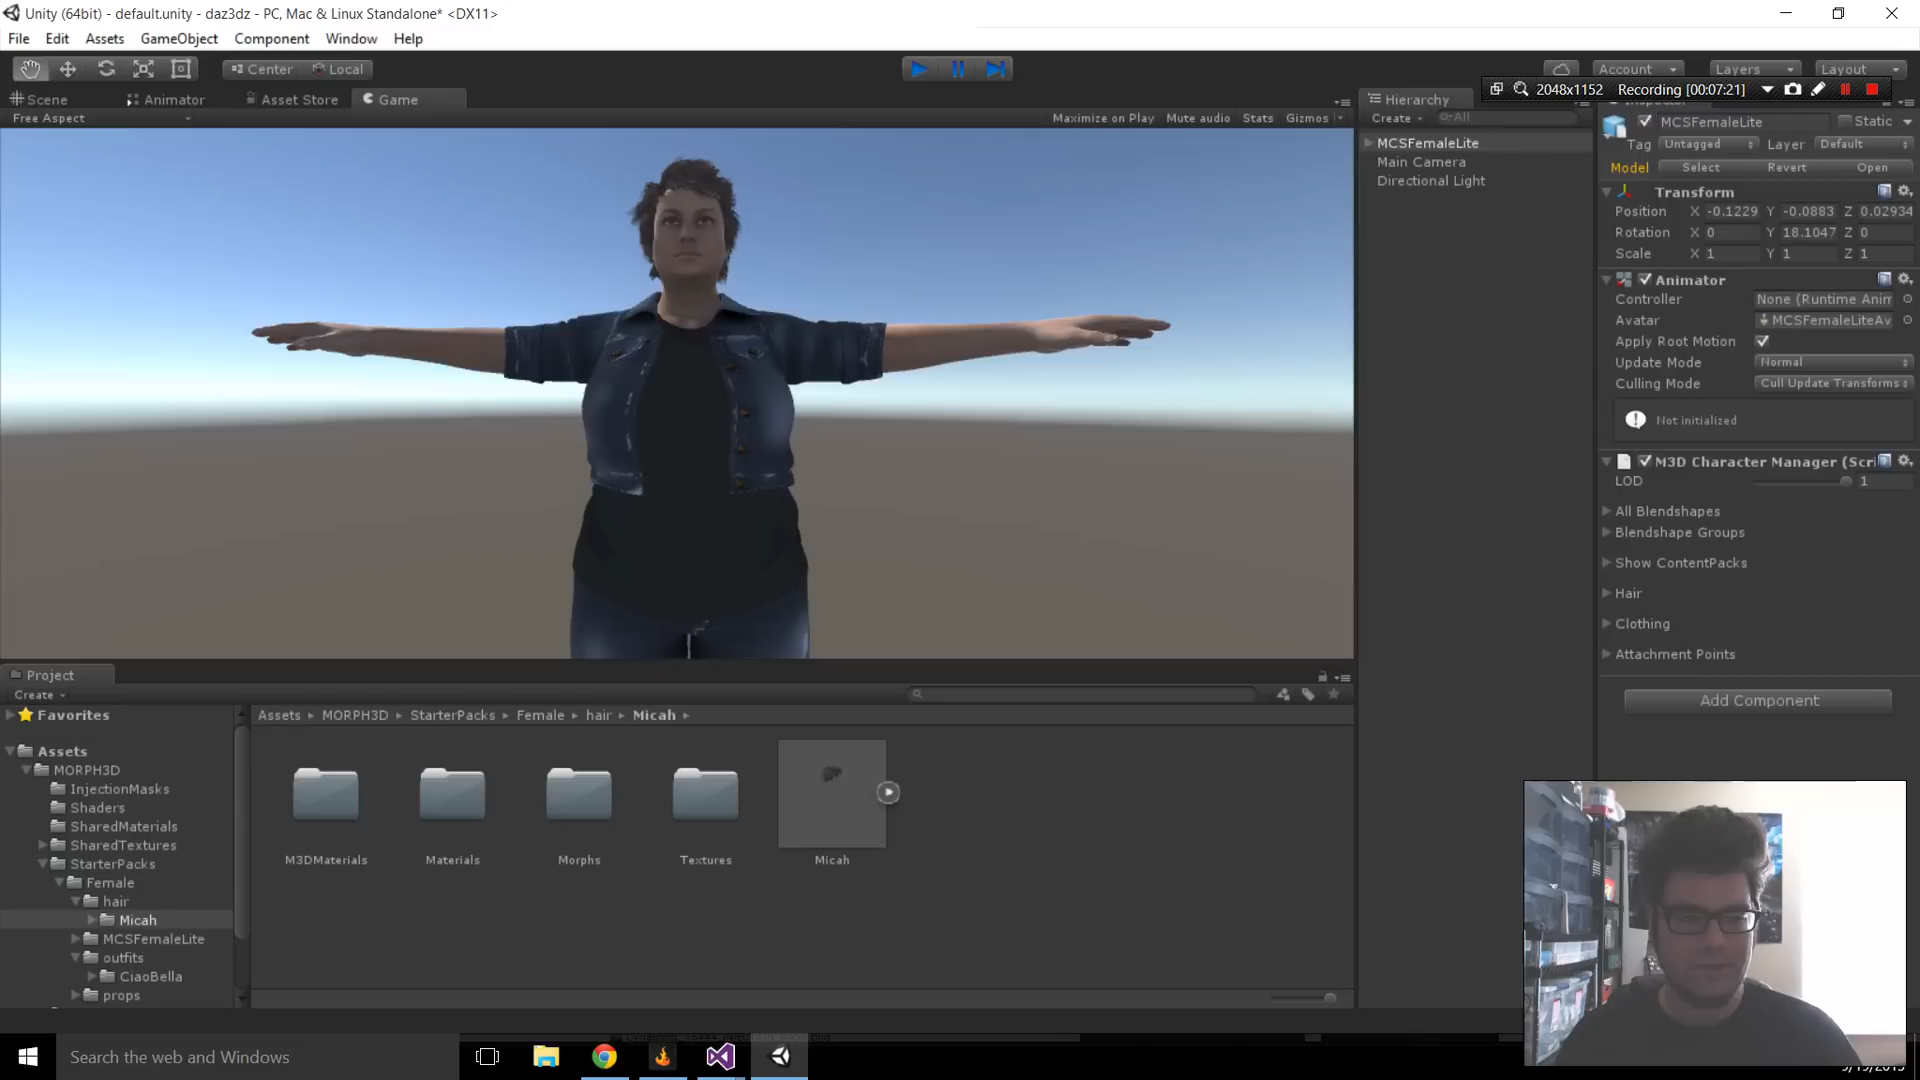 Unity (64bit) - default.unity - daz3dz - PC, Mac & Linux Standalone* <DX11>
File Edit Assets GameObject Component Window Help
Center Local
Account Layers Layout
2048x1152 Recording [00:07:21]
Scene Animator Asset Store Game
Free Aspect
Maximize on Play Mute audio Stats Gizmos
Hierarchy
Create All
MCSFemaleLite
Main Camera
Directional Light
MCSFemaleLite Static
Tag Untagged Layer Default
Model Select Revert Open
Transform
Position X -0.1229 Y -0.0883 Z 0.02934
Rotation X 0 Y 18.1047 Z 0
Scale X 1 Y 1 Z 1
Animator
Controller None (Runtime Anim
Avatar MCSFemaleLiteAv
Apply Root Motion
Update Mode Normal
Culling Mode Cull Update Transforms
Not initialized
M3D Character Manager (Scri
LOD 1
All Blendshapes
Blendshape Groups
Show ContentPacks
Hair
Clothing
Attachment Points
Add Component
Project
Create
Favorites
Assets
MORPH3D
InjectionMasks
Shaders
SharedMaterials
SharedTextures
StarterPacks
Female
hair
Micah
MCSFemaleLite
outfits
CiaoBella
props
Assets MORPH3D StarterPacks Female hair Micah
M3DMaterials Materials Morphs Textures Micah
Search the web and Windows